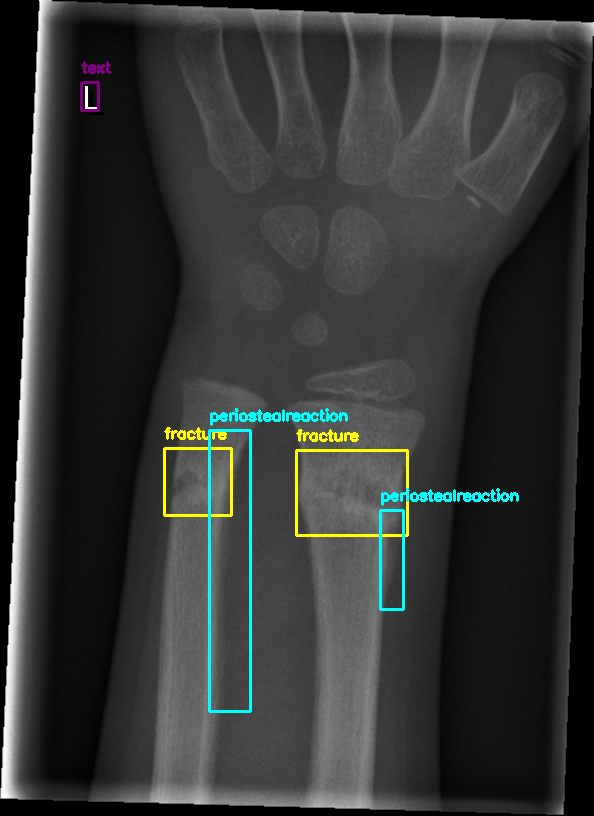 text
L
periostealreaction
fracture
fracture
periostealreaction